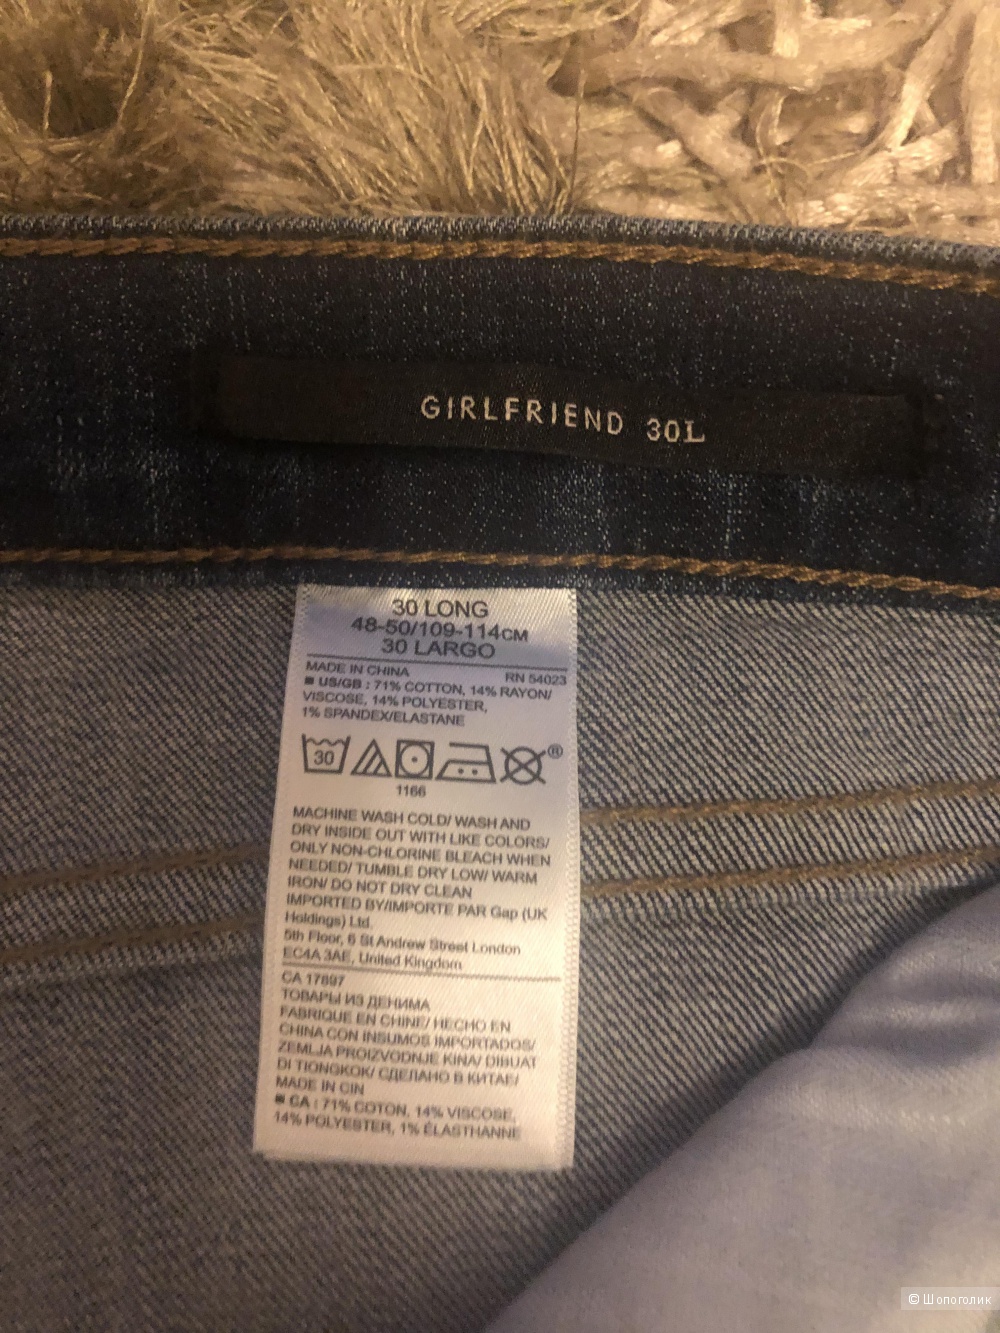 GIRLFRIEND 30L
30 LONG
48-50/109-114CM
30 LARGO
MADE IN CHINA RN 54023
■ US/GB : 71% COTTON, 14% RAYON/
VISCOSE, 14% POLYESTER,
1% SPANDEX/ELASTANE
30 ®
1166
MACHINE WASH COLD/ WASH AND
DRY INSIDE OUT WITH LIKE COLORS/
ONLY NON-CHLORINE BLEACH WHEN
NEEDED/ TUMBLE DRY LOW/ WARM
IRON/ DO NOT DRY CLEAN
IMPORTED BY/IMPORTE PAR Gap (UK
Holdings) Ltd.
5th Floor, 6 St Andrew Street London
EC4A 3AE, United Kingdom
CA 17897
ТОВАРЫ ИЗ ДЕНИМА
FABRIQUE EN CHINE/ HECHO EN
CHINA CON INSUMOS IMPORTADOS/
ZEMLJA PROIZVODNJE KINA/ DIBUAT
DI TIONGKOK/ СДЕЛАНО В КИТАЕ/
MADE IN CIN
■ CA : 71% COTON, 14% VISCOSE,
14% POLYESTER, 1% ÉLASTHANNE
© Шопоголик